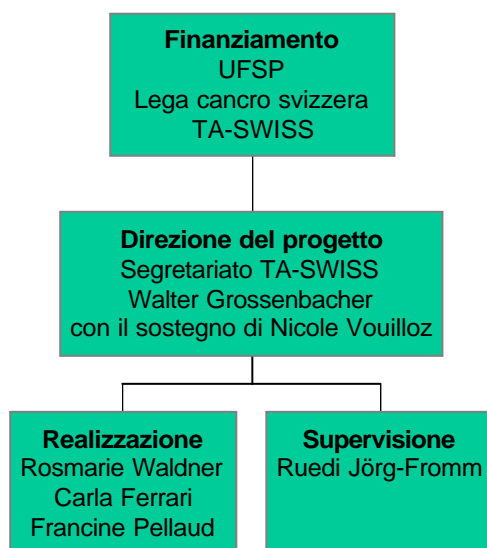 Finanziamento
UFSP
Lega cancro svizzera
TA-SWISS
Direzione del progetto
Segretariato TA-SWISS
Walter Grossenbacher
con il sostegno di Nicole Vouilloz
Realizzazione
Rosmarie Waldner
Carla Ferrari
Francine Pellaud
Supervisione
Ruedi Jörg-Fromm